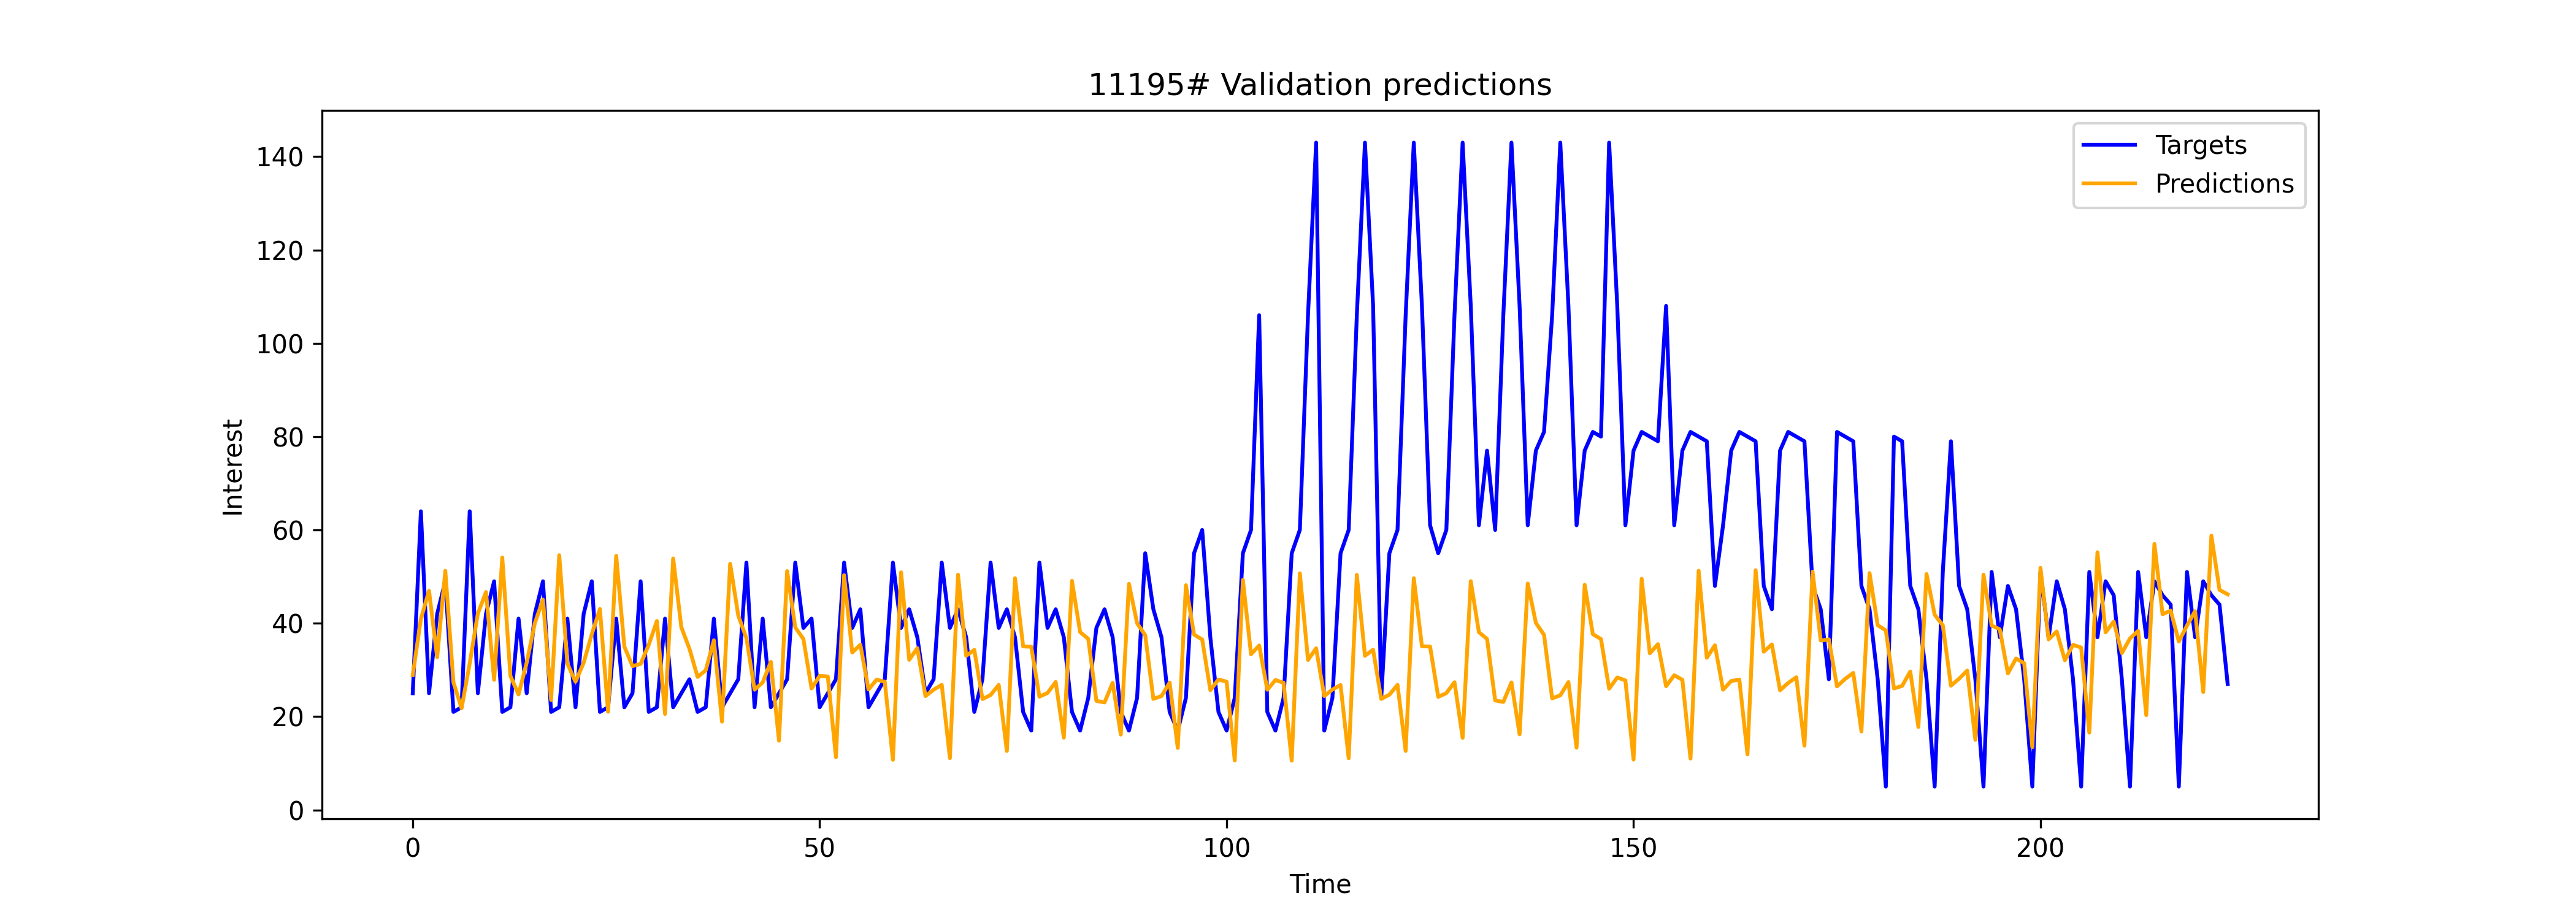 11195# Validation predictions
Targets
Predictions
140
120
100
80
60
40
20
0
Interest
0 50 100 150 200
Time